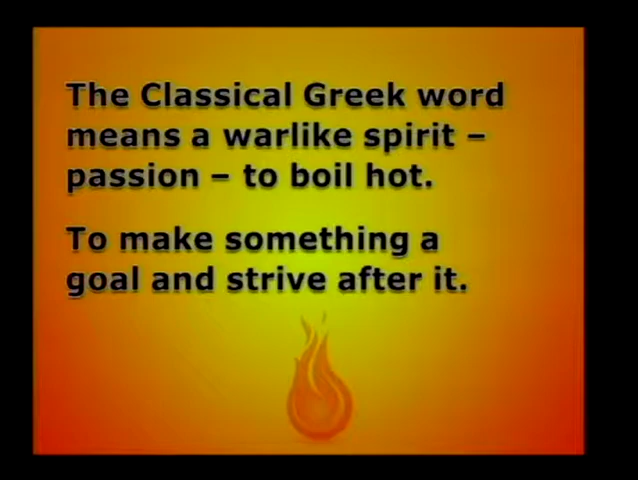 The Classical Greek word
means a warlike spirit –
passion – to boil hot.
To make something a
goal and strive after it.